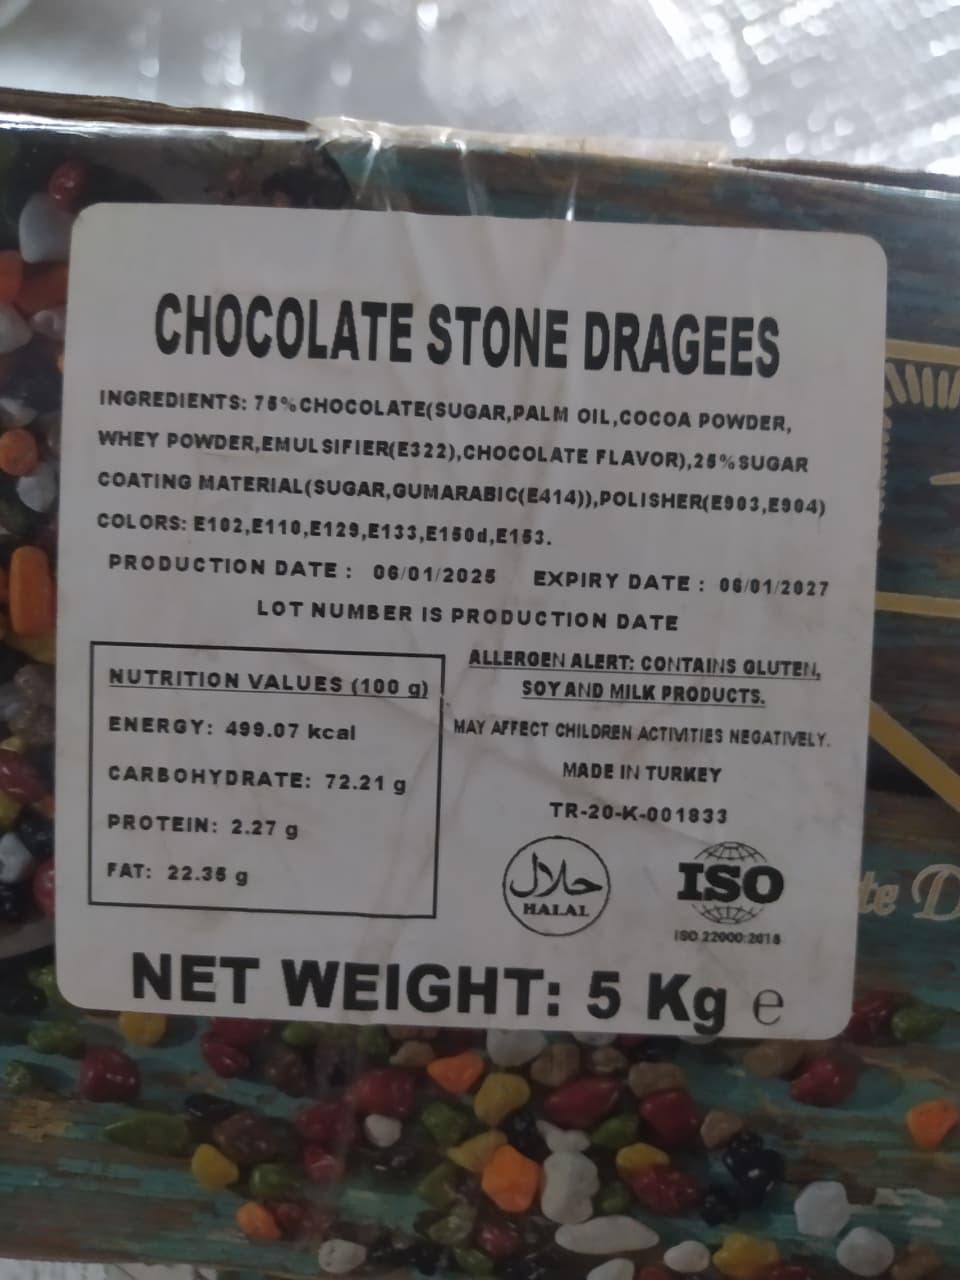 CHOCOLATE STONE DRAGEES
INGREDIENTS: 75%CHOCOLATE(SUGAR,PALM OIL,COCOA POWDER,
WHEY POWDER,EMULSIFIER(E322),CHOCOLATE FLAVOR),25%SUGAR
COATING MATERIAL(SUGAR,GUMARABIC(E414)),POLISHER(E903,E904)
COLORS: E102,E110,E129,E133,E150d,E153.
PRODUCTION DATE : 06/01/2025 EXPIRY DATE : 06/01/2027
LOT NUMBER IS PRODUCTION DATE
NUTRITION VALUES (100 g)
ENERGY: 499.07 kcal
CARBOHYDRATE: 72.21 g
PROTEIN: 2.27 g
FAT: 22.35 g
ALLERGEN ALERT: CONTAINS GLUTEN,
SOY AND MILK PRODUCTS.
MAY AFFECT CHILDREN ACTIVITIES NEGATIVELY.
MADE IN TURKEY
TR-20-K-001833
حلال
HALAL
ISO
ISO 22000:2018
NET WEIGHT: 5 Kg e